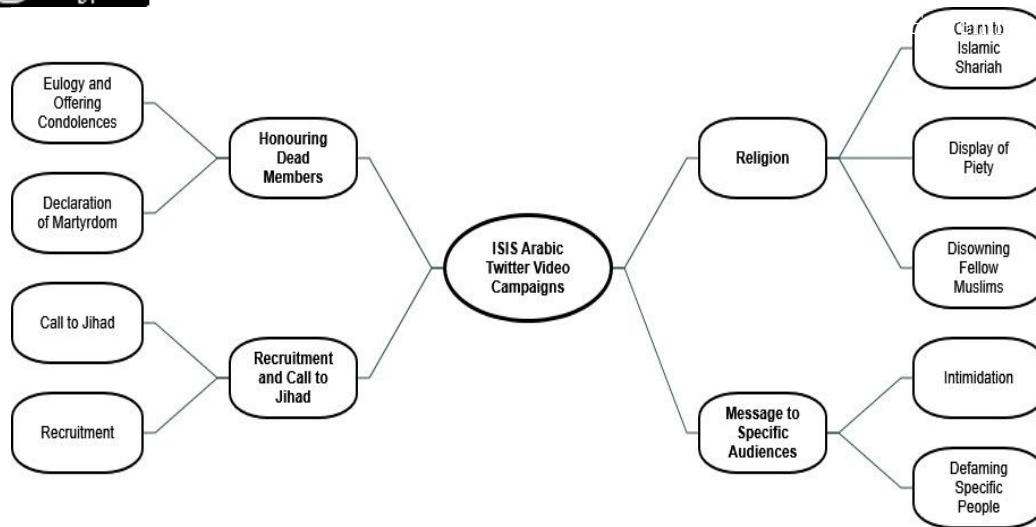 Eulogy and
Offering
Condolences
Declaration
of Martyrdom
Honouring
Dead
Members
Call to Jihad
Recruitment
Recruitment
and Call to
Jihad
ISIS Arabic
Twitter Video
Campaigns
Religion
to
Islamic
Shariah
Display of
Piety
Disowning
Fellow
Muslims
Message to
Specific
Audiences
Intimidation
Defaming
Specific
People